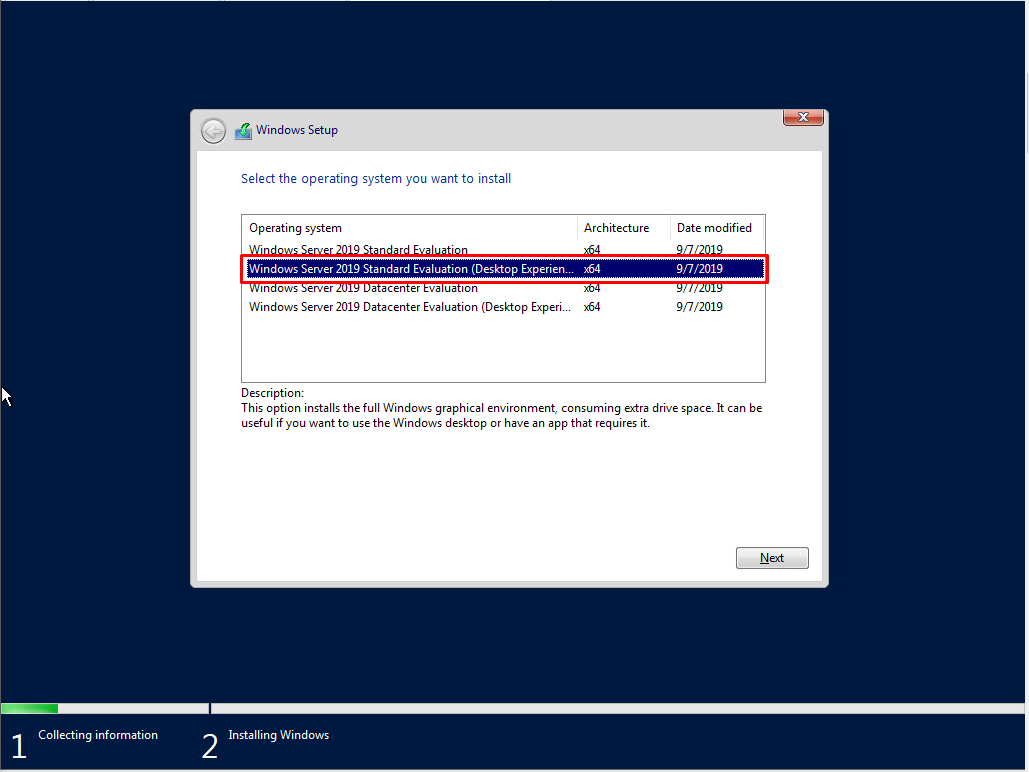 Windows Setup
Select the operating system you want to install
Operating system Architecture Date modified
Windows Server 2019 Standard Evaluation x64 9/7/2019
Windows Server 2019 Standard Evaluation (Desktop Experien... x64 9/7/2019
Windows Server 2019 Datacenter Evaluation x64 9/7/2019
Windows Server 2019 Datacenter Evaluation (Desktop Experi... x64 9/7/2019
Description:
This option installs the full Windows graphical environment, consuming extra drive space. It can be
useful if you want to use the Windows desktop or have an app that requires it.
Next
1 Collecting information 2 Installing Windows